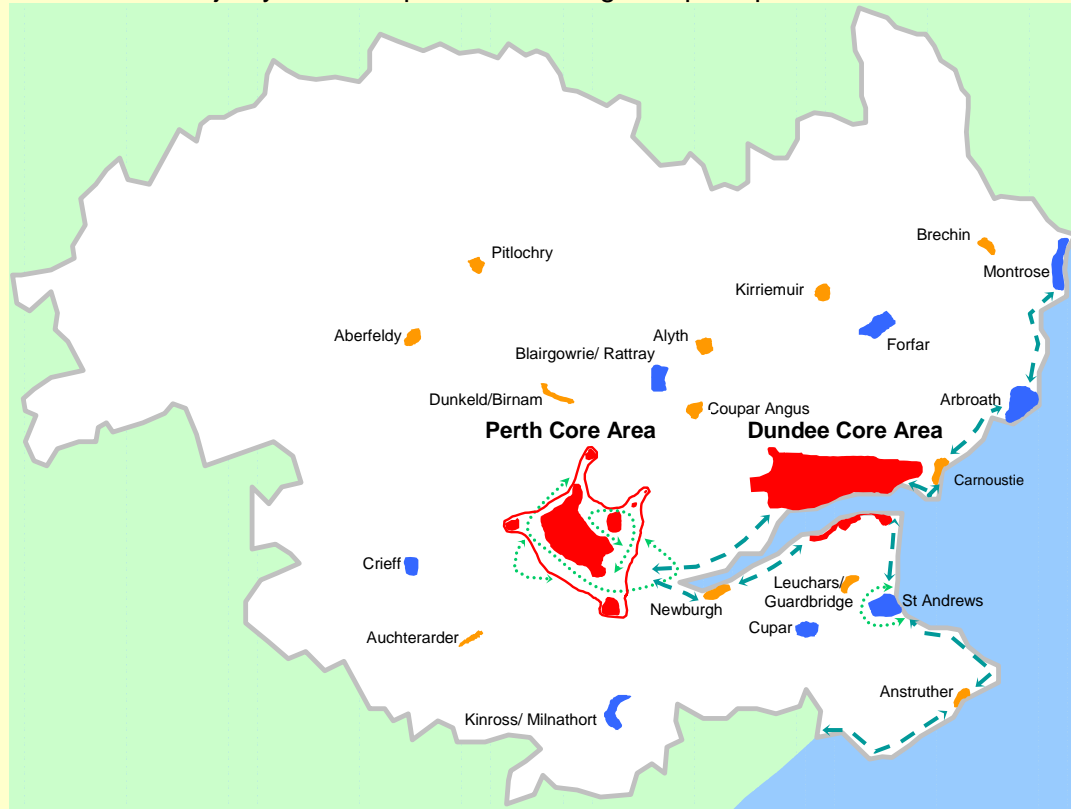 Brechin
Pitlochry
Montrose
Kirriemuir
Aberfeldy
Alyth
Forfar
Blairgowrie/ Rattray
Dunkeld/Birnam
Arbroath
Coupar Angus
Perth Core Area
Dundee Core Area
Carnoustie
Crieff
Leuchars/
Guardbridge
Newburgh
St Andrews
Cupar
Auchterarder
Anstruther
Kinross/ Milnathort